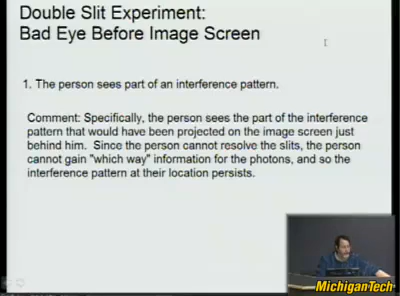 Double Slit Experiment:
Bad Eye Before Image Screen
1. The person sees part of an interference pattern.
Comment: Specifically, the person sees the part of the interference
pattern that would have been projected on the image screen just
behind him. Since the person cannot resolve the slits, the person
cannot gain "which way" information for the photons, and so the
interference pattern at their location persists.
MichiganTech